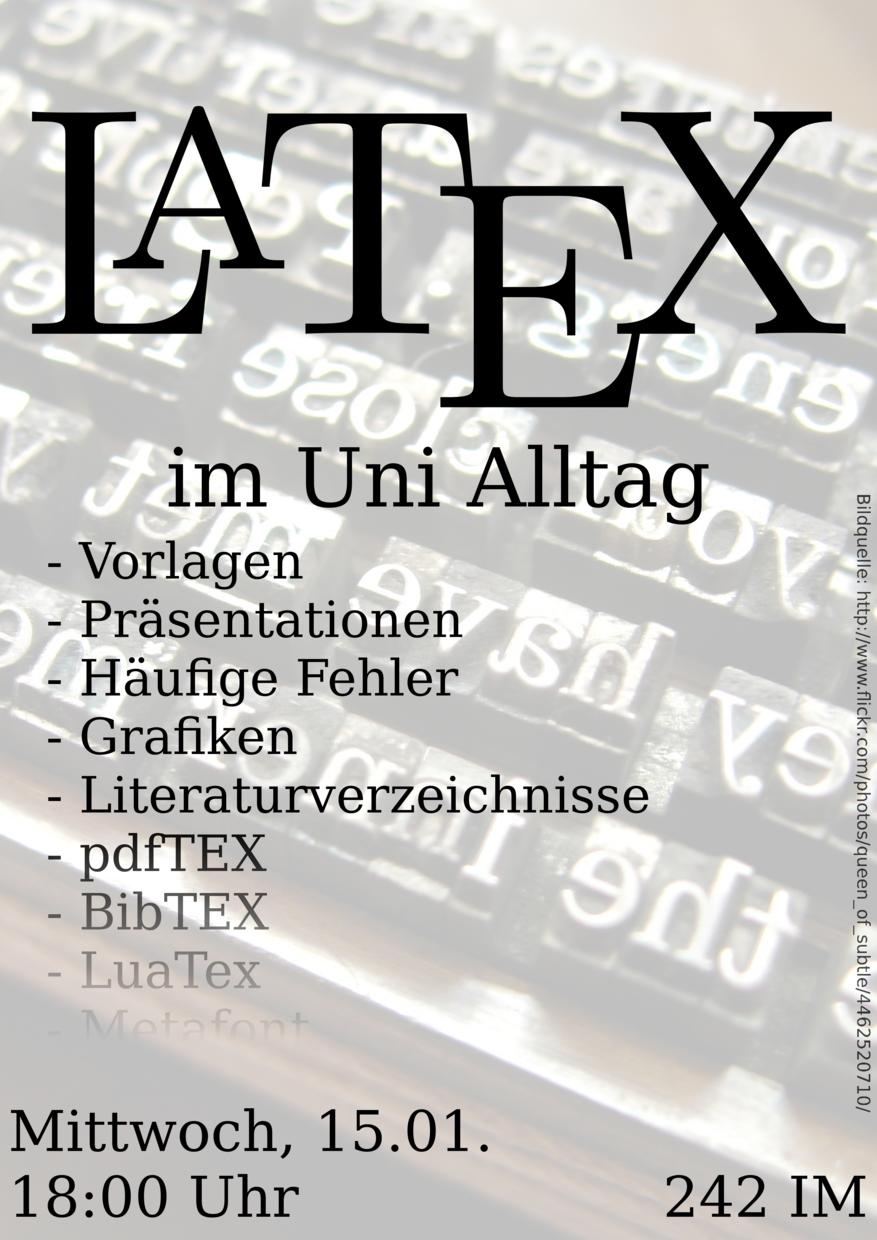 LATEX
im Uni Alltag
- Vorlagen
- Präsentationen
- Häufige Fehler
- Grafiken
- Literaturverzeichnisse
- pdfTEX
- BibTEX
- LuaTex
- Metafont
Mittwoch, 15.01.
18:00 Uhr
242 IM
Bildquelle: http://www.flickr.com/photos/queen_of_subtle/4462520710/